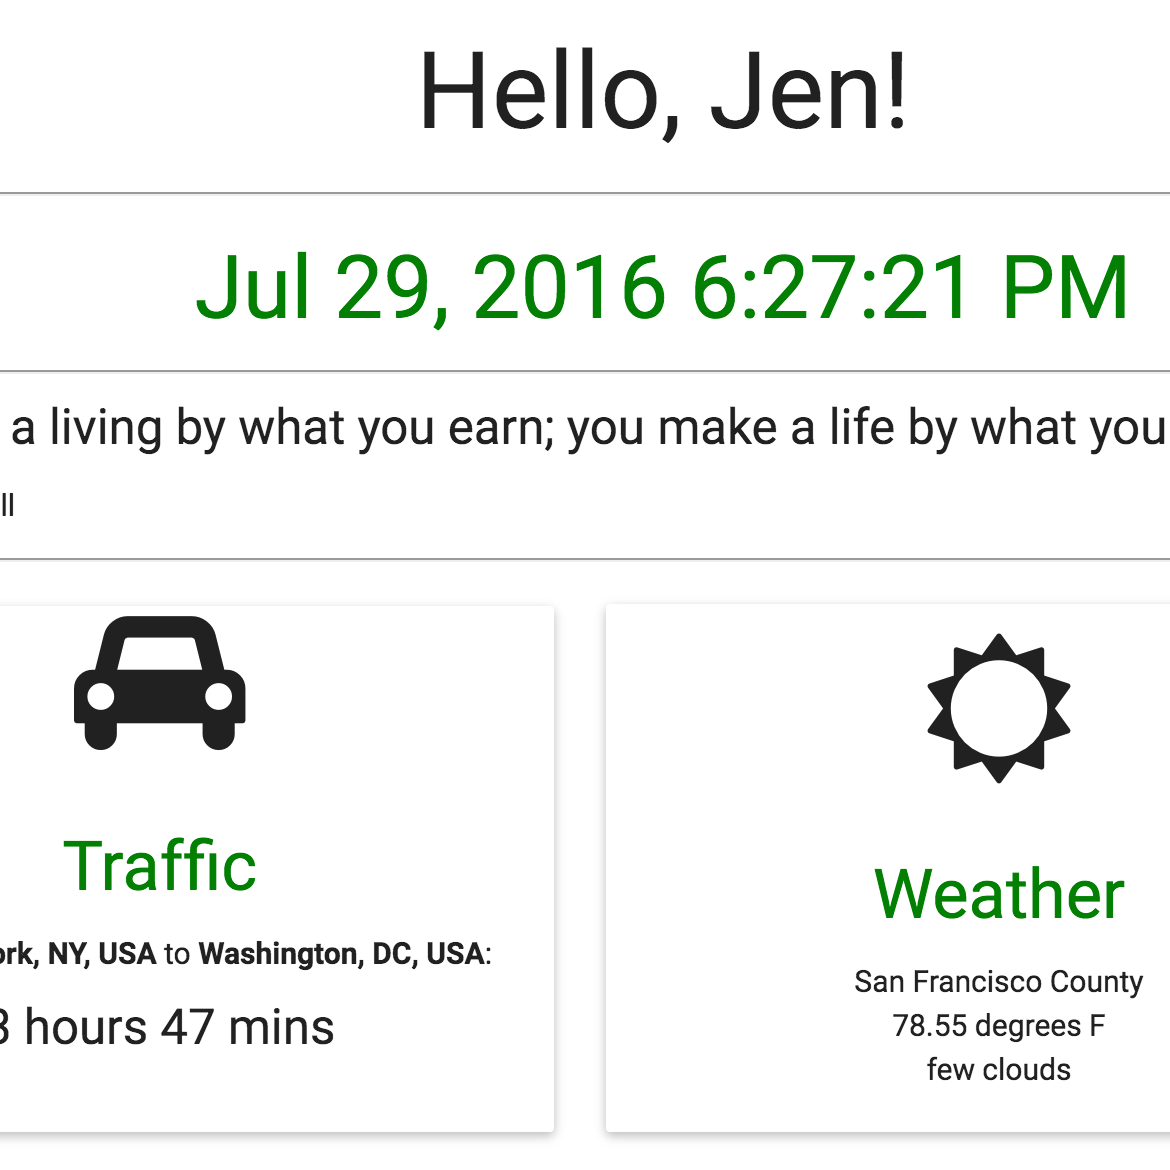 Hello, Jen!
Jul 29, 2016 6:27:21 PM
a living by what you earn; you make a life by what you
ll
Traffic
ork, NY, USA to Washington, DC, USA:
3 hours 47 mins
Weather
San Francisco County
78.55 degrees F
few clouds